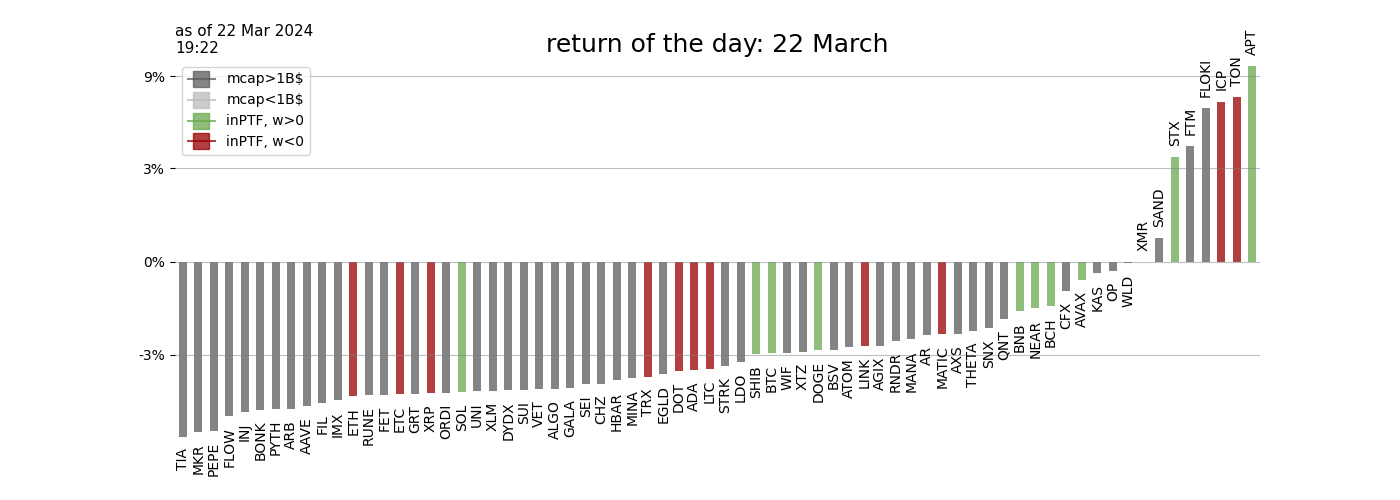 as of 22 Mar 2024
19:22
return of the day: 22 March
mcap>1B$
mcap<1B$
inPTF, w>0
inPTF, w<0
9%
3%
0%
-3%
TIA
MKR
PEPE
FLOW
INJ
BONK
PYTH
ARB
AAVE
FIL
IMX
ETH
RUNE
FET
ETC
GRT
XRP
ORDI
SOL
UNI
XLM
DYDX
SUI
VET
ALGO
GALA
SEI
CHZ
HBAR
MINA
TRX
EGLD
DOT
ADA
LTC
STRK
LDO
SHIB
BTC
WIF
XTZ
DOGE
BSV
ATOM
LINK
AGIX
RNDR
MANA
AR
MATIC
AXS
THETA
SNX
QNT
BNB
NEAR
BCH
CFX
AVAX
KAS
OP
WLD
XMR
SAND
STX
FTM
FLOKI
ICP
TON
APT